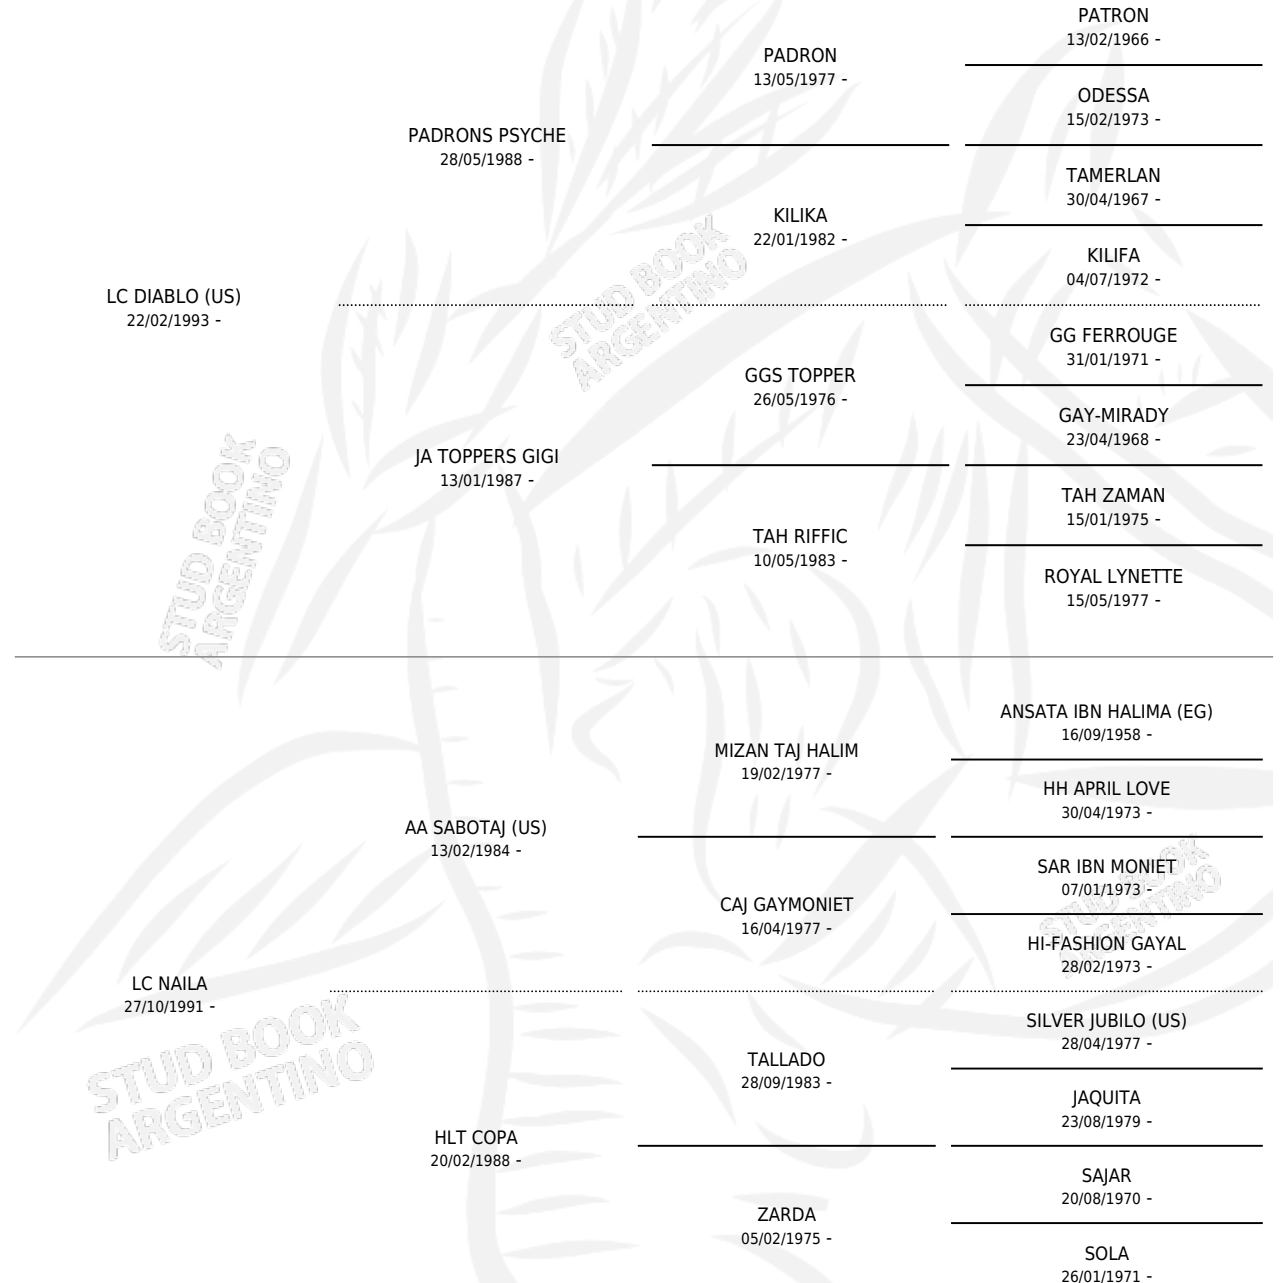 PATRON
13/02/1966 -
PADRON
13/05/1977 -
ODESSA
15/02/1973 -
PADRONS PSYCHE
28/05/1988 -
TAMERLAN
30/04/1967 -
KILIKA
22/01/1982 -
KILIFA
04/07/1972 -
LC DIABLO (US)
22/02/1993 -
GG FERROUGE
31/01/1971 -
GGS TOPPER
26/05/1976 -
GAY-MIRADY
23/04/1968 -
JA TOPPERS GIGI
13/01/1987 -
TAH ZAMAN
15/01/1975 -
TAH RIFFIC
10/05/1983 -
ROYAL LYNETTE
15/05/1977 -
ANSATA IBN HALIMA (EG)
16/09/1958 -
MIZAN TAJ HALIM
19/02/1977 -
HH APRIL LOVE
30/04/1973 -
AA SABOTAJ (US)
13/02/1984 -
SAR IBN MONIET
07/01/1973 -
CAJ GAYMONIET
16/04/1977 -
HI-FASHION GAYAL
28/02/1973 -
LC NAILA
27/10/1991 -
SILVER JUBILO (US)
28/04/1977 -
TALLADO
28/09/1983 -
JAQUITA
23/08/1979 -
HLT COPA
20/02/1988 -
SAJAR
20/08/1970 -
ZARDA
05/02/1975 -
SOLA
26/01/1971 -
STUD BOOK
ARGENTINO
STUD BOOK
ARGENTINO
STUD BOOK
ARGENTINO
STUD BOOK
ARGENTINO